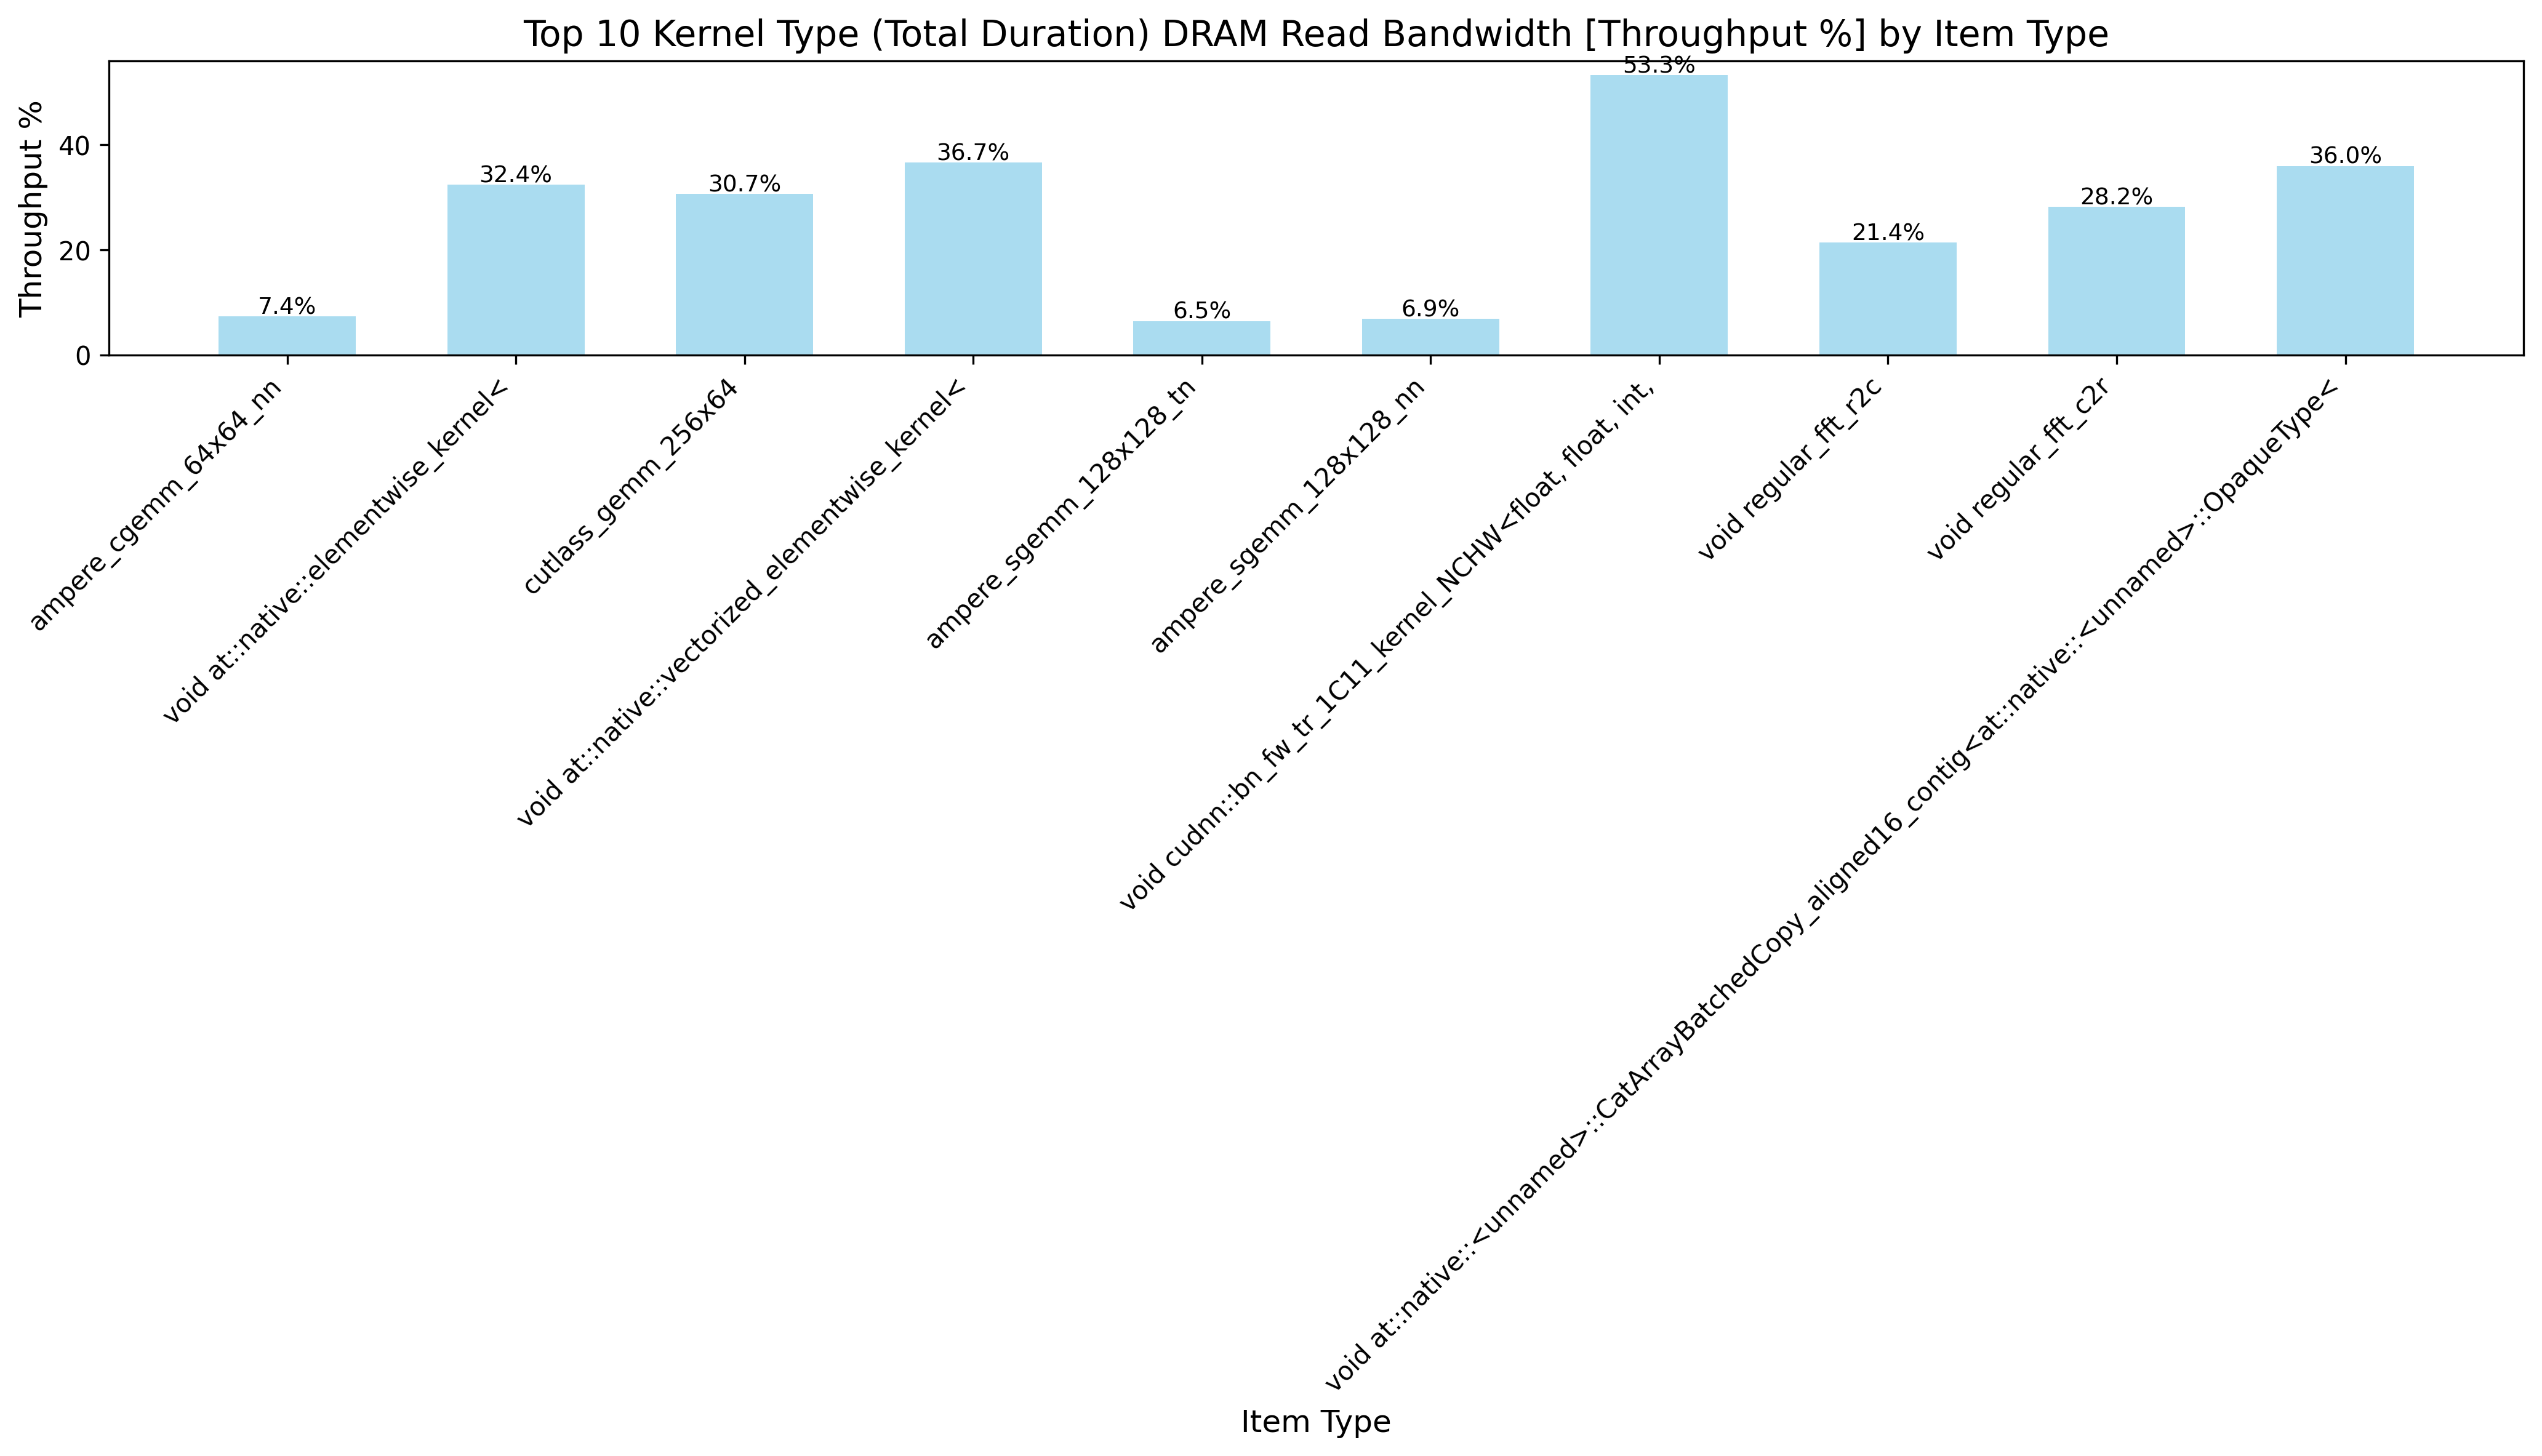 Top 10 Kernel Type (Total Duration) DRAM Read Bandwidth [Throughput %] by Item Type
Throughput %
40
20
0
7.4%
32.4%
30.7%
36.7%
6.5%
6.9%
53.3%
21.4%
28.2%
36.0%
ampere_cgemm_64x64_nn
void at::native::elementwise_kernel<
cutlass_gemm_256x64
void at::native::vectorized_elementwise_kernel<
ampere_sgemm_128x128_tn
ampere_sgemm_128x128_nn
void cudnn::bn_fw_tr_1C11_kernel_NCHW<float, float, int,
void regular_fft_r2c
void regular_fft_c2r
void at::native::<unnamed>::CatArrayBatchedCopy_aligned16_contig<at::native::<unnamed>::OpaqueType<
Item Type